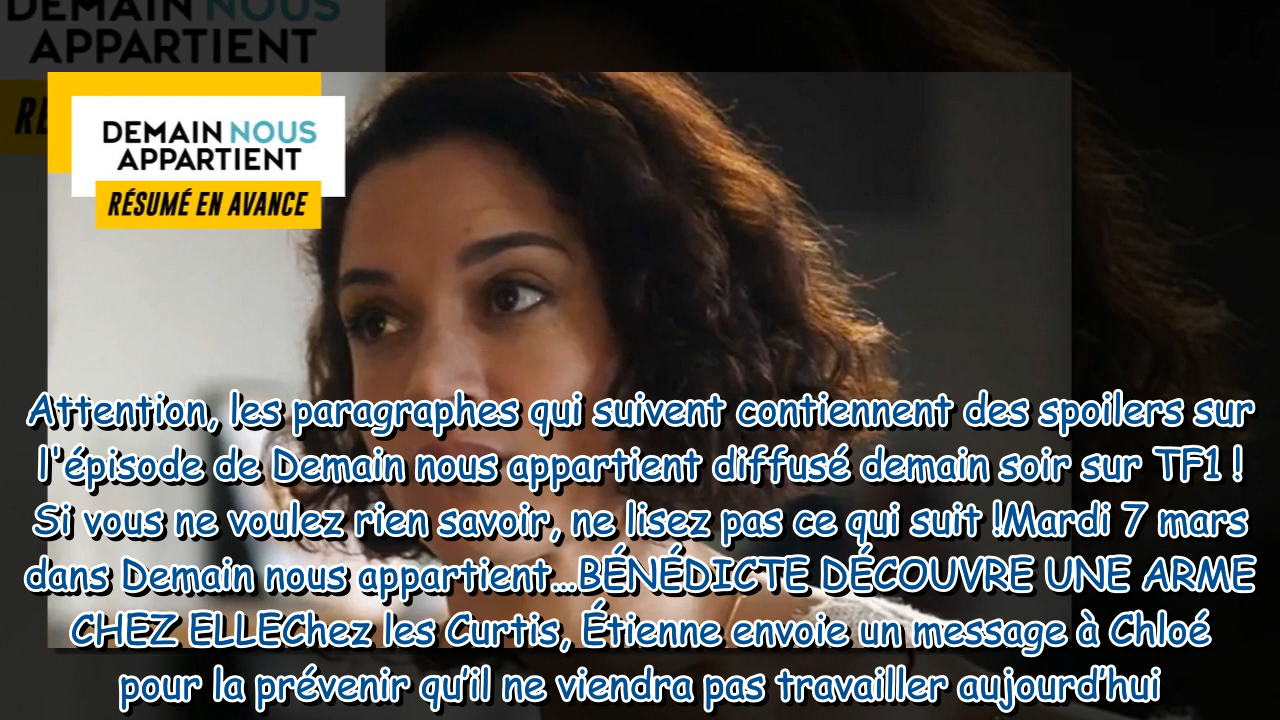 DEMAIN NOUS
APPARTIENT
RÉ
DEMAIN NOUS
APPARTIENT
RÉSUMÉ EN AVANCE
Attention, les paragraphes qui suivent contiennent des spoilers sur
l'épisode de Demain nous appartient diffusé demain soir sur TF1 !
Si vous ne voulez rien savoir, ne lisez pas ce qui suit !Mardi 7 mars
dans Demain nous appartient...BÉNÉDICTE DÉCOUVRE UNE ARME
CHEZ ELLEChez les Curtis, Étienne envoie un message à Chloé
pour la prévenir qu’il ne viendra pas travailler aujourd’hui